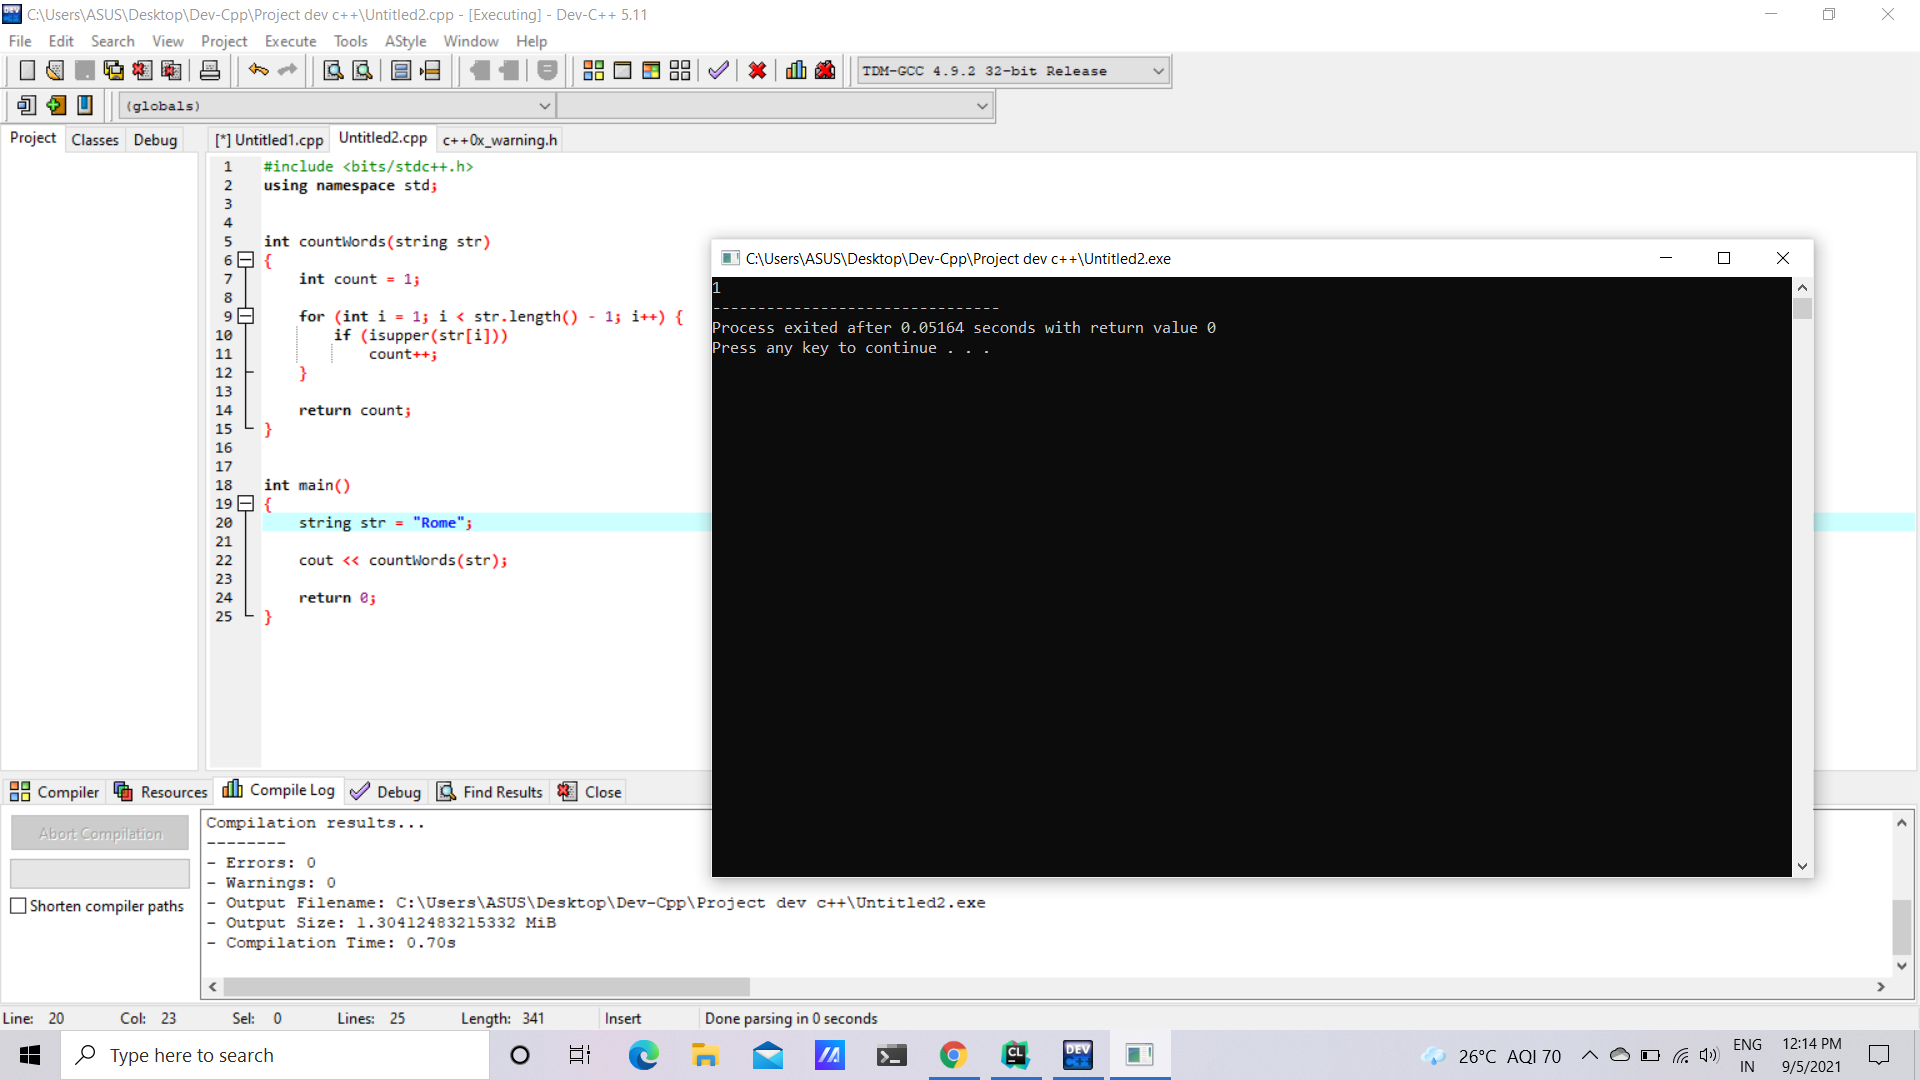 C:\Users\ASUS\Desktop\Dev-Cpp\Project dev c++\Untitled2.cpp - [Executing] - Dev-C++ 5.11
File Edit Search View Project Execute Tools AStyle Window Help
TDM-GCC 4.9.2 32-bit Release
(globals)
Project Classes Debug [*] Untitled1.cpp Untitled2.cpp c++0x_warning.h
1 #include <bits/stdc++.h>
2 using namespace std;
3
4
5 int countWords(string str)
6 {
7 int count = 1;
8
9 for (int i = 1; i < str.length() - 1; i++) {
10 if (isupper(str[i]))
11 count++;
12 }
13
14 return count;
15 }
16
17
18 int main()
19 {
20 string str = "Rome";
21
22 cout << countWords(str);
23
24 return 0;
25 }
C:\Users\ASUS\Desktop\Dev-Cpp\Project dev c++\Untitled2.exe
1
--------------------------------
Process exited after 0.05164 seconds with return value 0
Press any key to continue . . .
Compiler Resources Compile Log Debug Find Results Close
Abort Compilation
Shorten compiler paths
Compilation results...
--------
- Errors: 0
- Warnings: 0
- Output Filename: C:\Users\ASUS\Desktop\Dev-Cpp\Project dev c++\Untitled2.exe
- Output Size: 1.30412483215332 MiB
- Compilation Time: 0.70s
Line: 20 Col: 23 Sel: 0 Lines: 25 Length: 341 Insert Done parsing in 0 seconds
Type here to search
CL
DEV
26°C AQI 70
ENG
IN
12:14 PM
9/5/2021